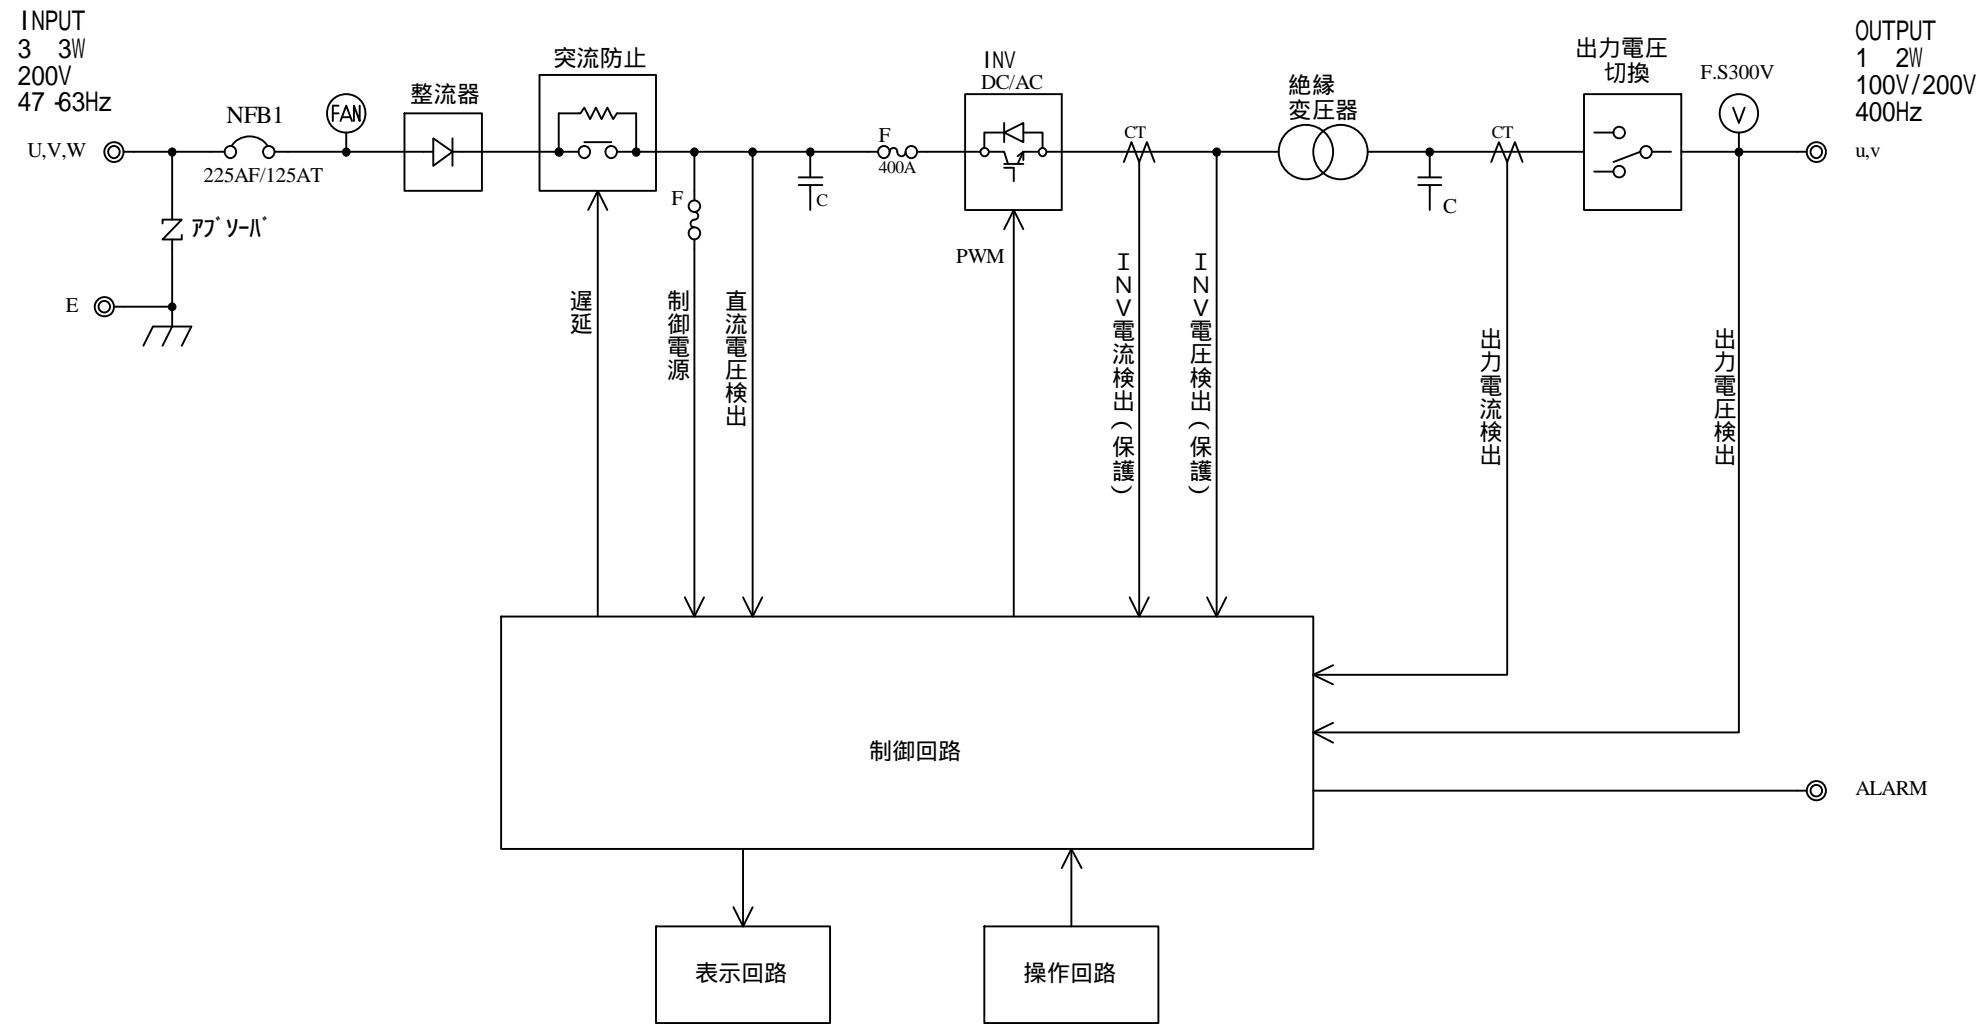 INPUT
3 3W
200V
47-63Hz
U,V,W
NFB1
225AF/125AT
FAN
アブソーバ
E
整流器
突流防止
F
C
F
400A
INV
DC/AC
PWM
CT
絶縁
変圧器
CT
C
出力電圧
切換
F.S300V
V
OUTPUT
1 2W
100V/200V
400Hz
u,v
遅延
制御電源
直流電圧検出
INV電流検出(保護)
INV電圧検出(保護)
出力電流検出
出力電圧検出
制御回路
ALARM
表示回路
操作回路